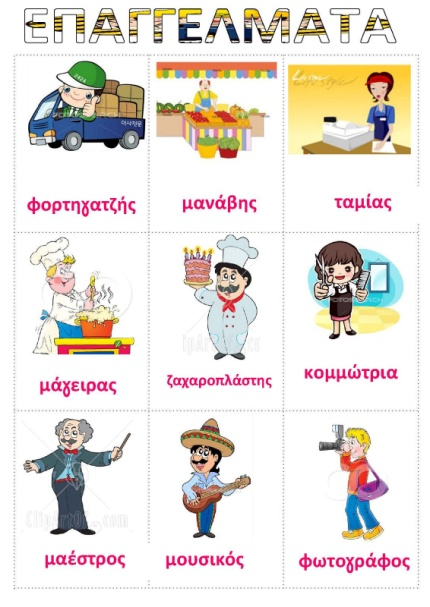 ΕΠΑΓΓΕΛΜΑΤΑ
φορτηγατζής
μανάβης
ταμίας
μάγειρας
ζαχαροπλάστης
κομμώτρια
μαέστρος
μουσικός
φωτογράφος